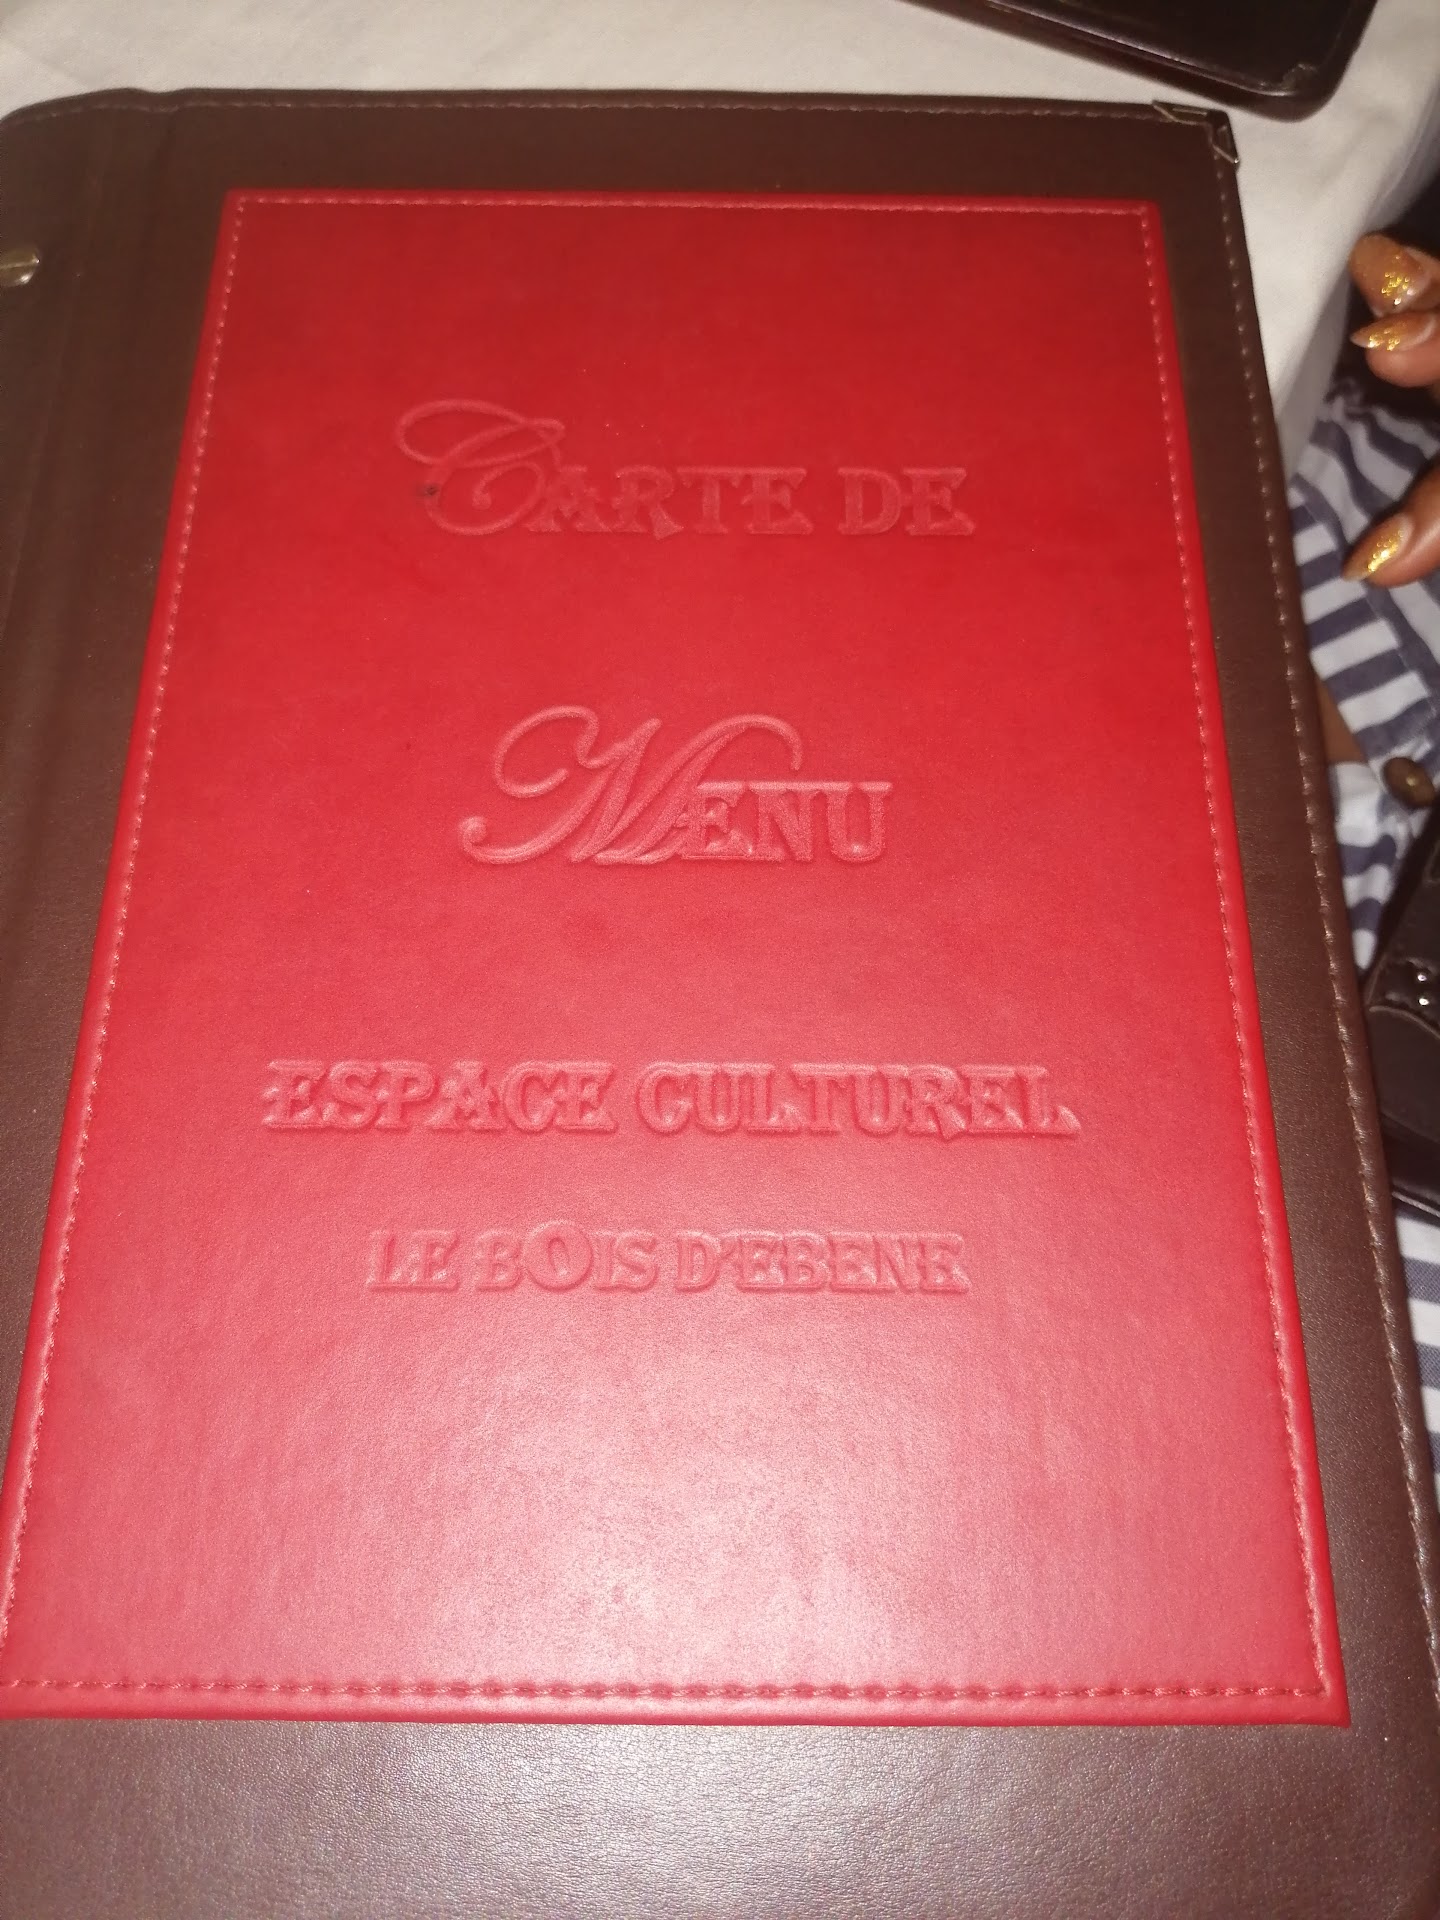 CARTE DE
MENU
ESPACE CULTUREL
LE BOIS D'EBENE